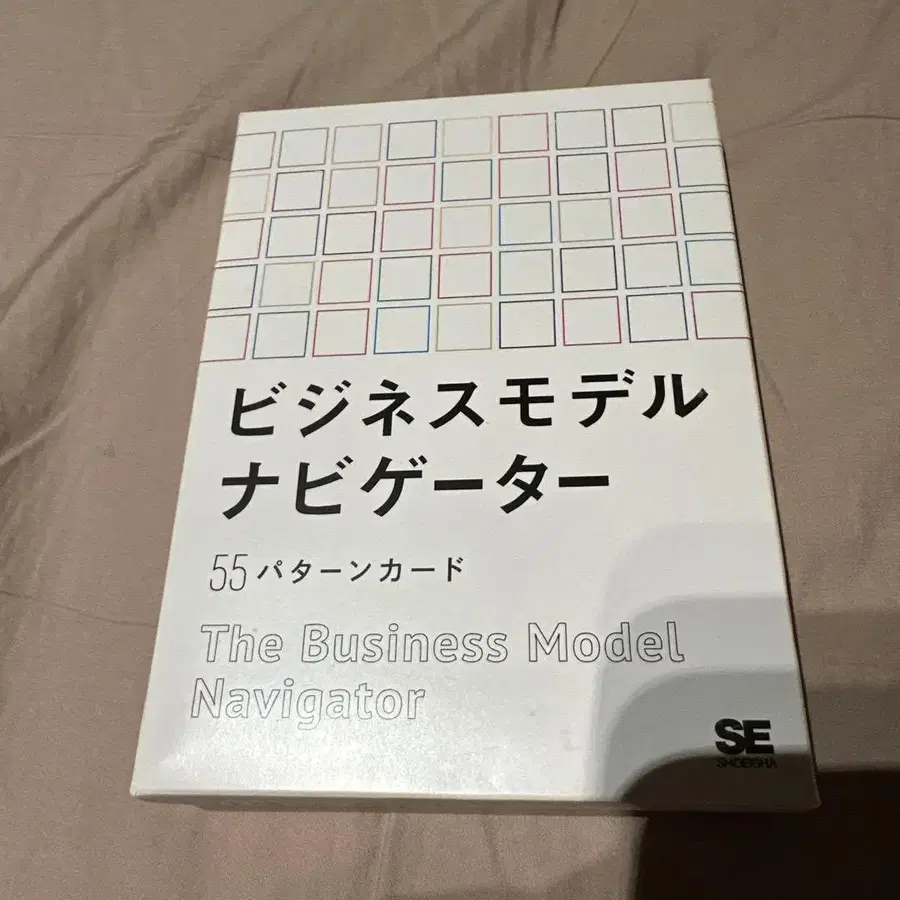 ビジネスモデル
ナビゲーター
55パターンカード
The Business Model
Navigator
SE
SHOEISHA